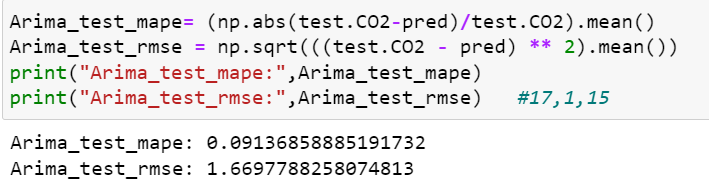 Arima_test_mape= (np.abs(test.CO2-pred)/test.CO2).mean()
Arima_test_rmse = np.sqrt(((test.CO2 - pred) ** 2).mean())
print("Arima_test_mape:",Arima_test_mape)
print("Arima_test_rmse:",Arima_test_rmse)   #17,1,15
Arima_test_mape: 0.09136858885191732
Arima_test_rmse: 1.6697788258074813